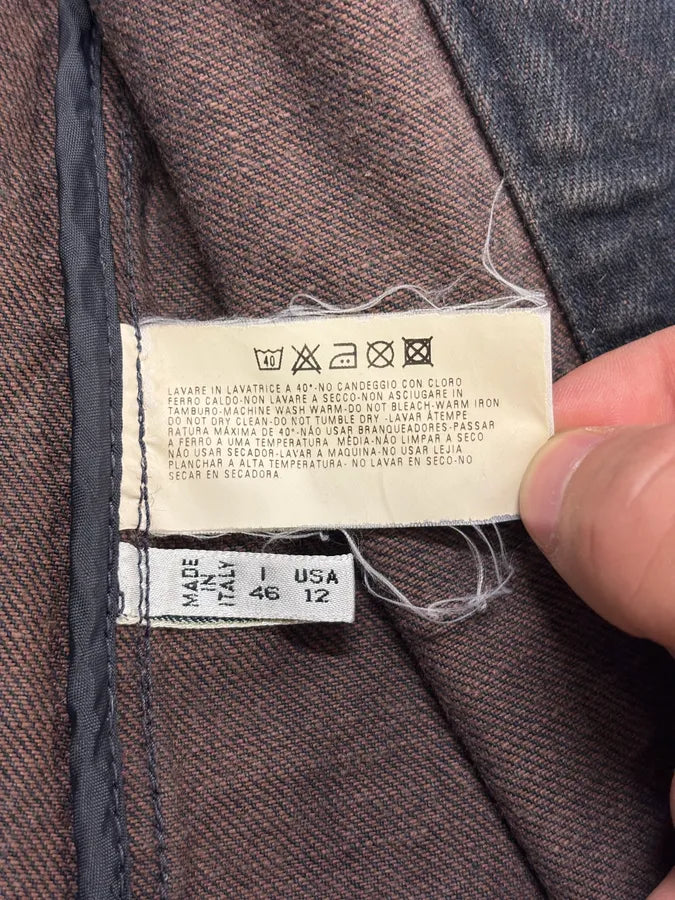 40
LAVARE IN LAVATRICE A 40°-NO CANDEGGIO CON CLORO
FERRO CALDO-NON LAVARE A SECCO-NON ASCIUGARE IN
TAMBURO-MACHINE WASH WARM-DO NOT BLEACH-WARM IRON
DO NOT DRY CLEAN-DO NOT TUMBLE DRY -LAVAR ÀTEMPE
RATURA MÁXIMA DE 40°-NÃO USAR BRANQUEADORES-PASSAR
A FERRO A UMA TEMPERATURA MÉDIA-NÃO LIMPAR A SECO
NÃO USAR SECADOR-LAVAR A MAQUINA-NO USAR LEJIA
PLANCHAR A ALTA TEMPERATURA- NO LAVAR EN SECO-NO
SECAR EN SECADORA.
MADE IN ITALY
I 46
USA 12